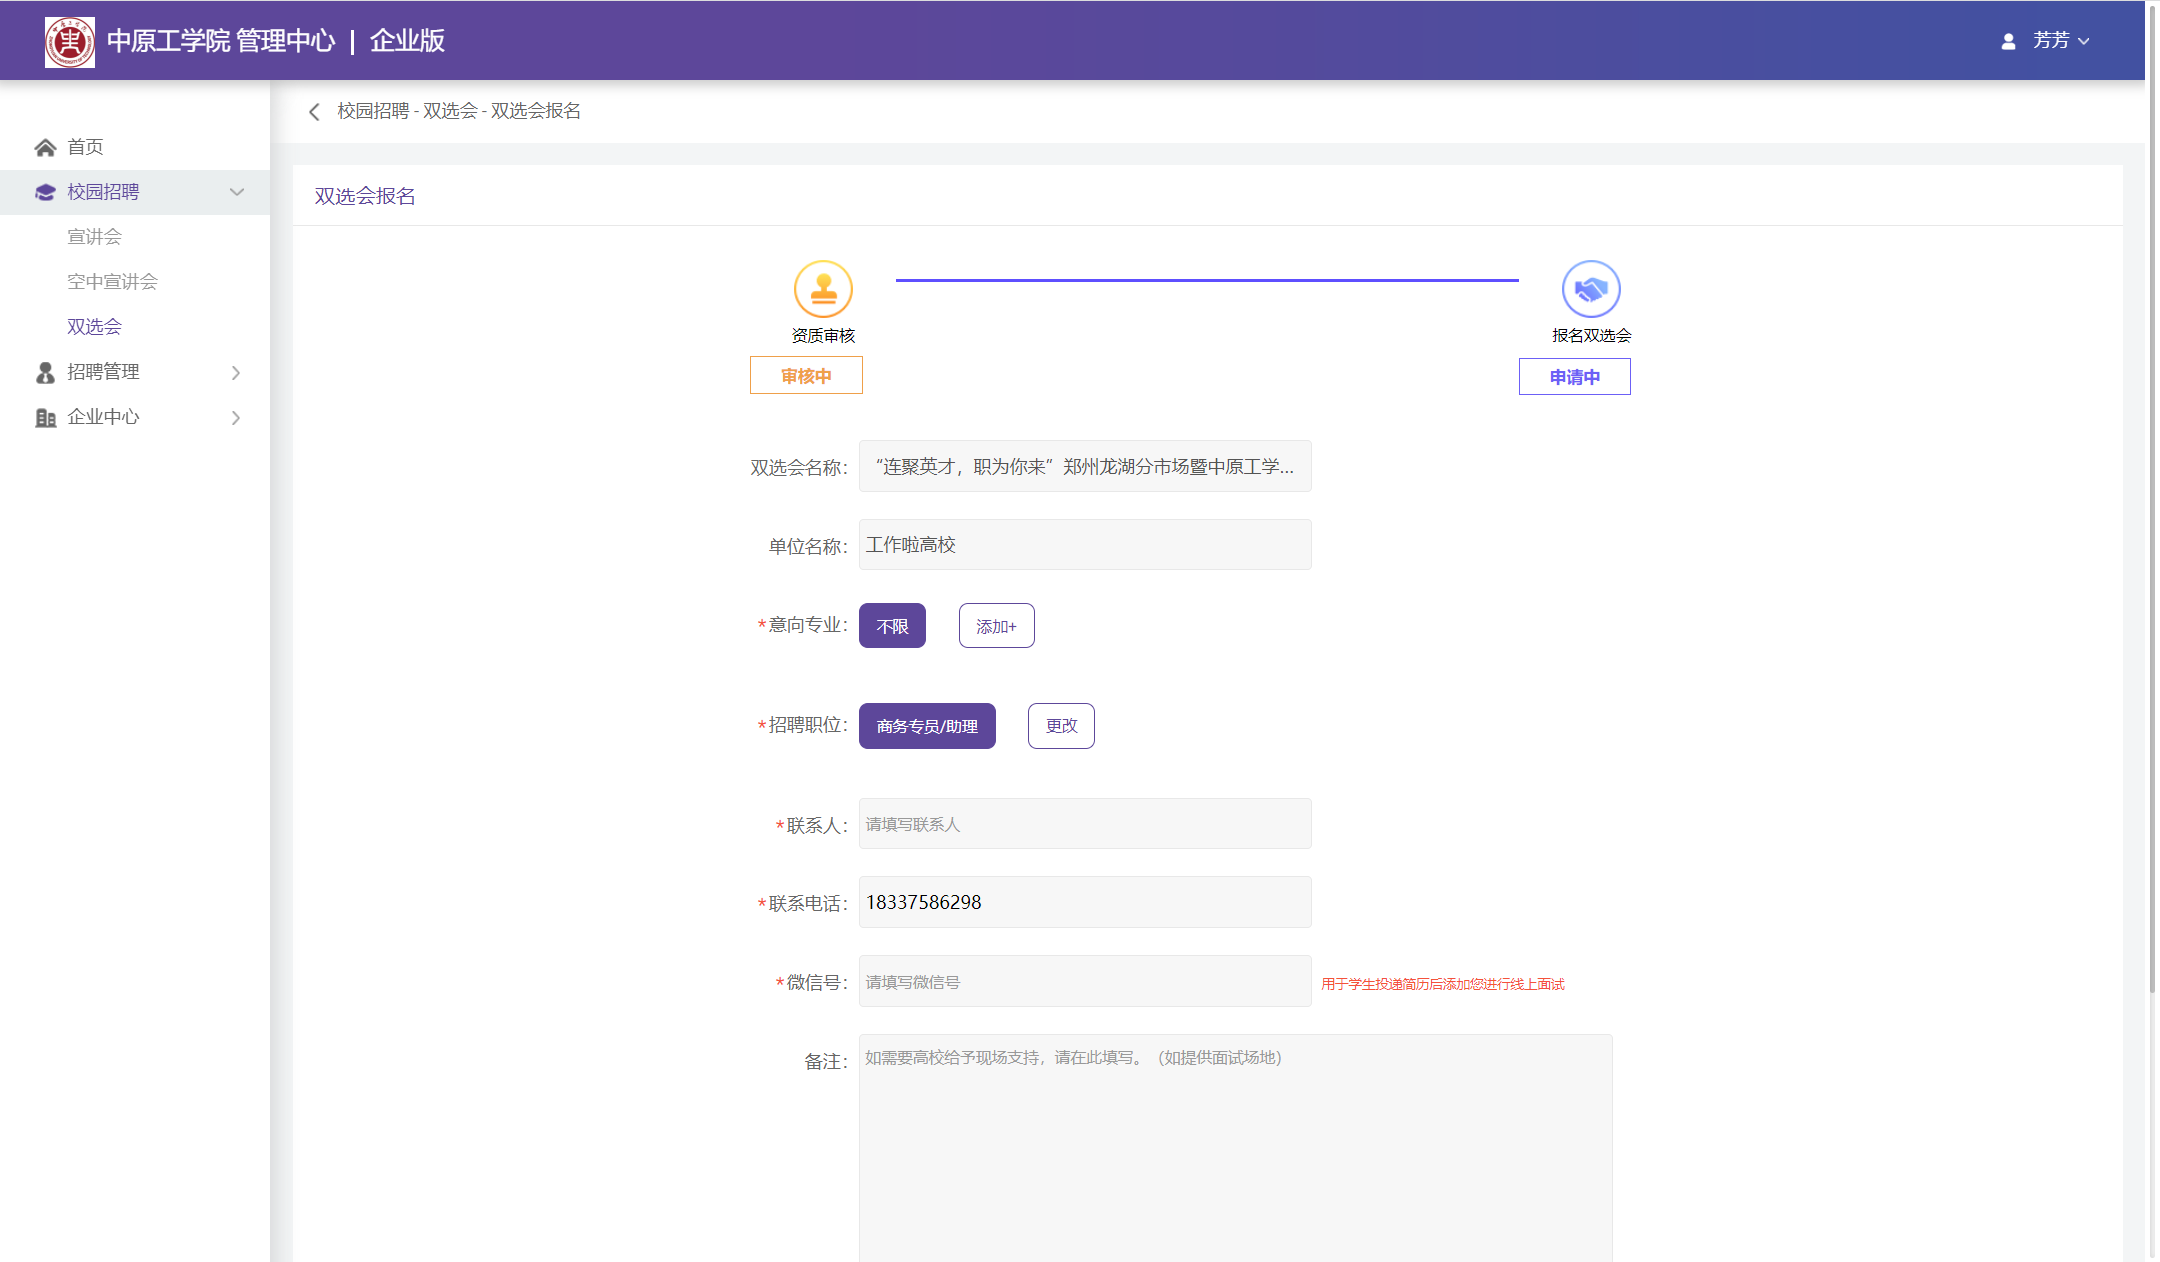 中原工学院 管理中心 | 企业版
芳芳
首页
校园招聘
宣讲会
空中宣讲会
双选会
招聘管理
企业中心
校园招聘 - 双选会 - 双选会报名
双选会报名
资质审核
审核中
报名双选会
申请中
双选会名称： “连聚英才，职为你来”郑州龙湖分市场暨中原工学...
单位名称： 工作啦高校
*意向专业： 不限 添加+
*招聘职位： 商务专员/助理 更改
*联系人： 请填写联系人
*联系电话： 18337586298
*微信号： 请填写微信号 用于学生投递简历后添加您进行线上面试
备注： 如需要高校给予现场支持，请在此填写。（如提供面试场地）